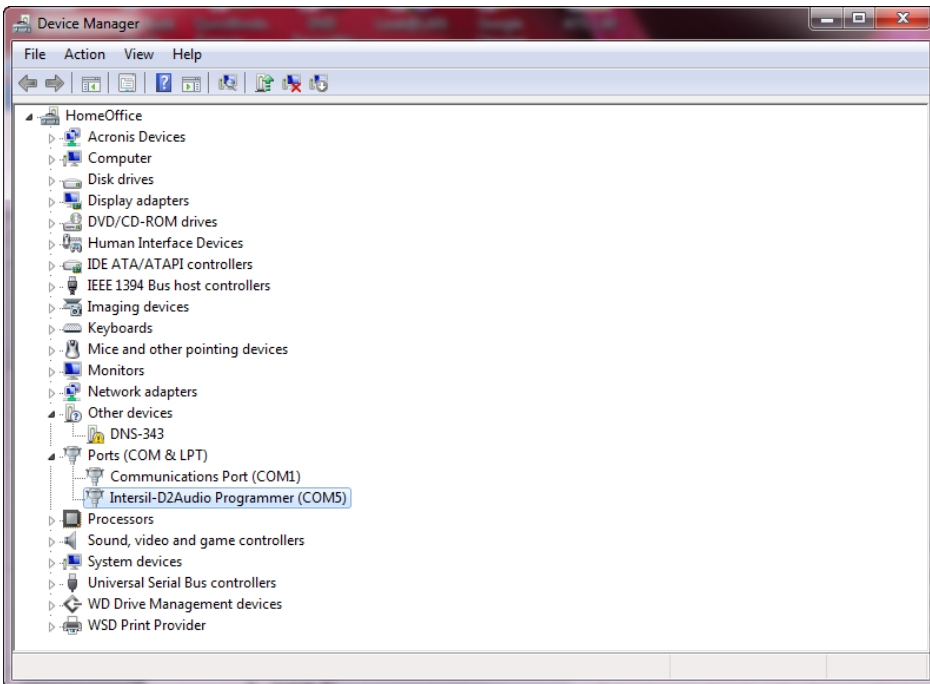 Device Manager
File Action View Help
HomeOffice
Acronis Devices
Computer
Disk drives
Display adapters
DVD/CD-ROM drives
Human Interface Devices
IDE ATA/ATAPI controllers
IEEE 1394 Bus host controllers
Imaging devices
Keyboards
Mice and other pointing devices
Monitors
Network adapters
Other devices
DNS-343
Ports (COM & LPT)
Communications Port (COM1)
Intersil-D2Audio Programmer (COM5)
Processors
Sound, video and game controllers
System devices
Universal Serial Bus controllers
WD Drive Management devices
WSD Print Provider